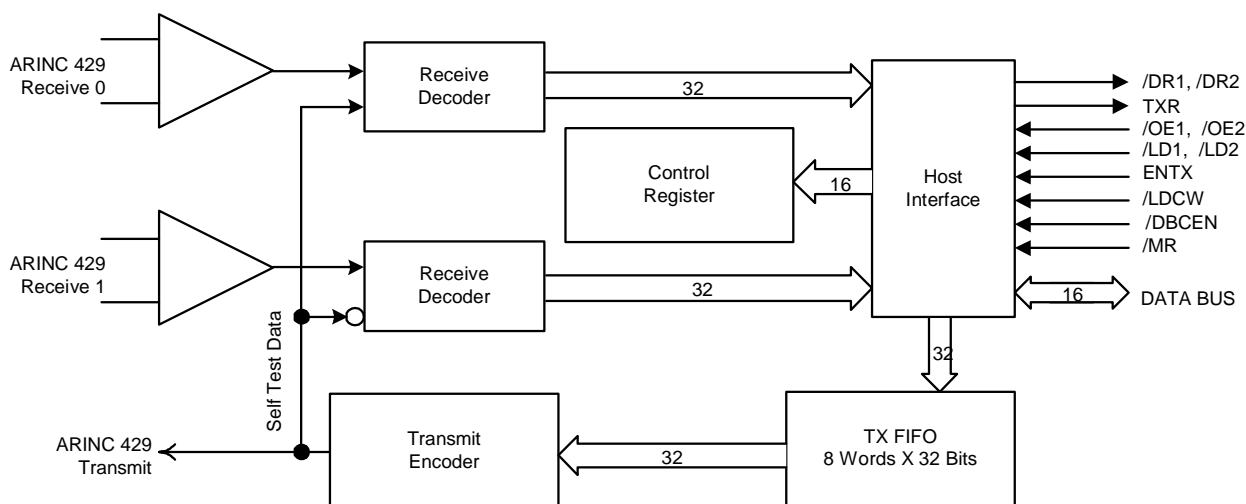 ARINC 429
Receive 0
Receive
Decoder
32
/DR1, /DR2
TXR
/OE1, /OE2
/LD1, /LD2
ENTX
/LDCW
/DBCEN
/MR
Control
Register
16
Host
Interface
ARINC 429
Receive 1
Receive
Decoder
32
16
DATA BUS
Self Test Data
32
ARINC 429
Transmit
Transmit
Encoder
32
TX FIFO
8 Words X 32 Bits